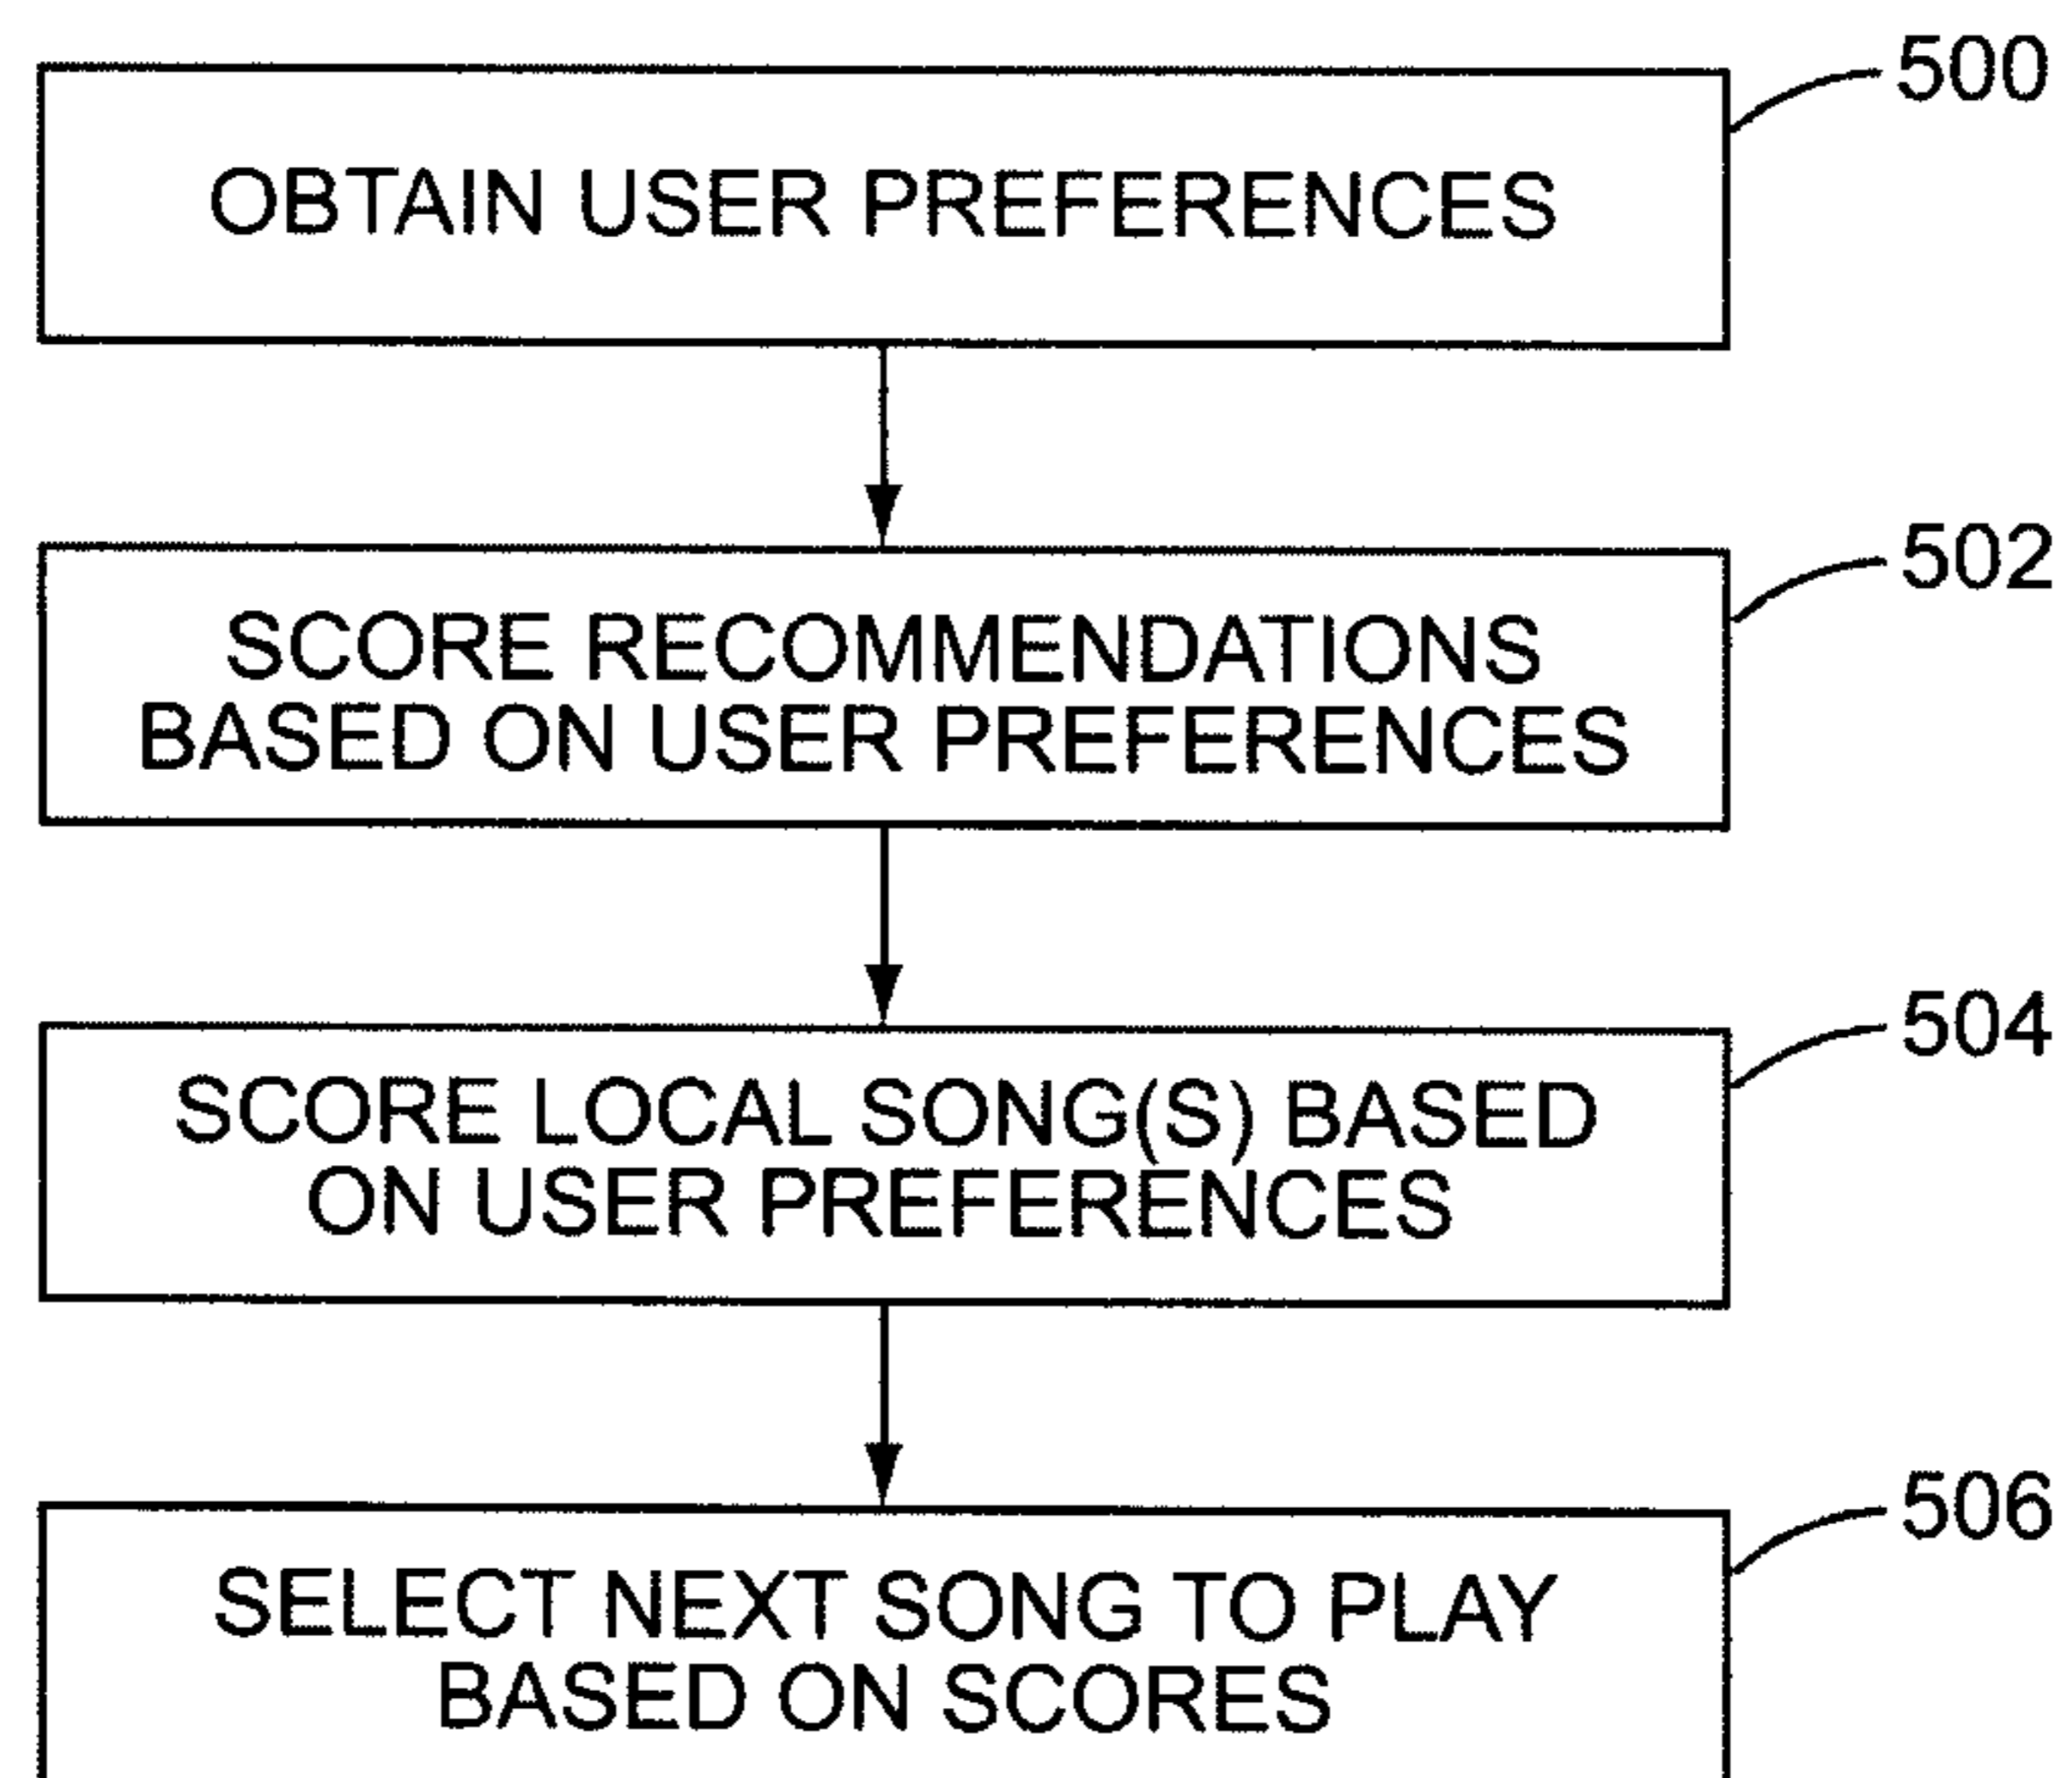 500
OBTAIN USER PREFERENCES
502
SCORE RECOMMENDATIONS
BASED ON USER PREFERENCES
504
SCORE LOCAL SONG(S) BASED
ON USER PREFERENCES
506
SELECT NEXT SONG TO PLAY
BASED ON SCORES